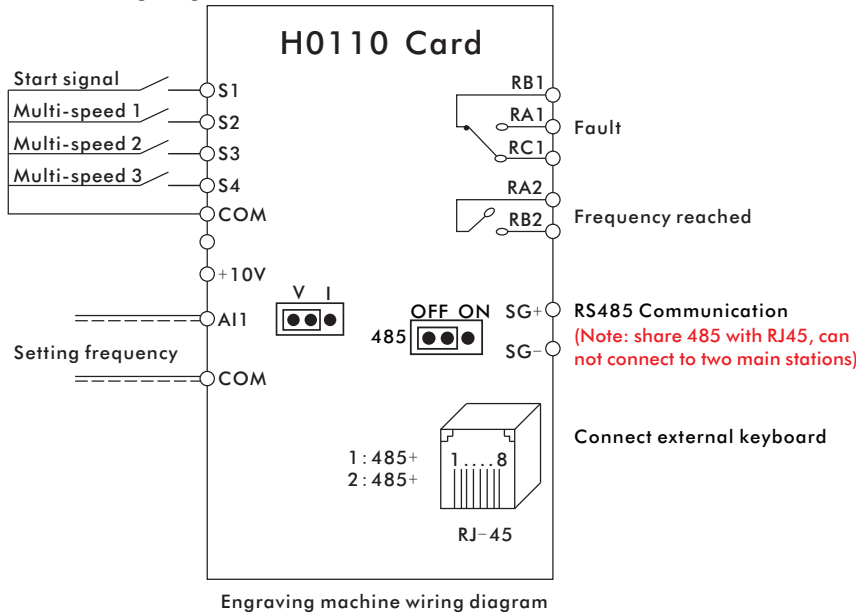 H0110 Card
Start signal
S1
Multi-speed 1
S2
Multi-speed 2
S3
Multi-speed 3
S4
COM
+10V
V I
AI1
Setting frequency
COM
RB1
RA1
Fault
RC1
RA2
RB2
Frequency reached
OFF ON
485
SG+
RS485 Communication
(Note: share 485 with RJ45, can
not connect to two main stations)
SG-
Connect external keyboard
1:485+
2:485+
1....8
RJ-45
Engraving machine wiring diagram